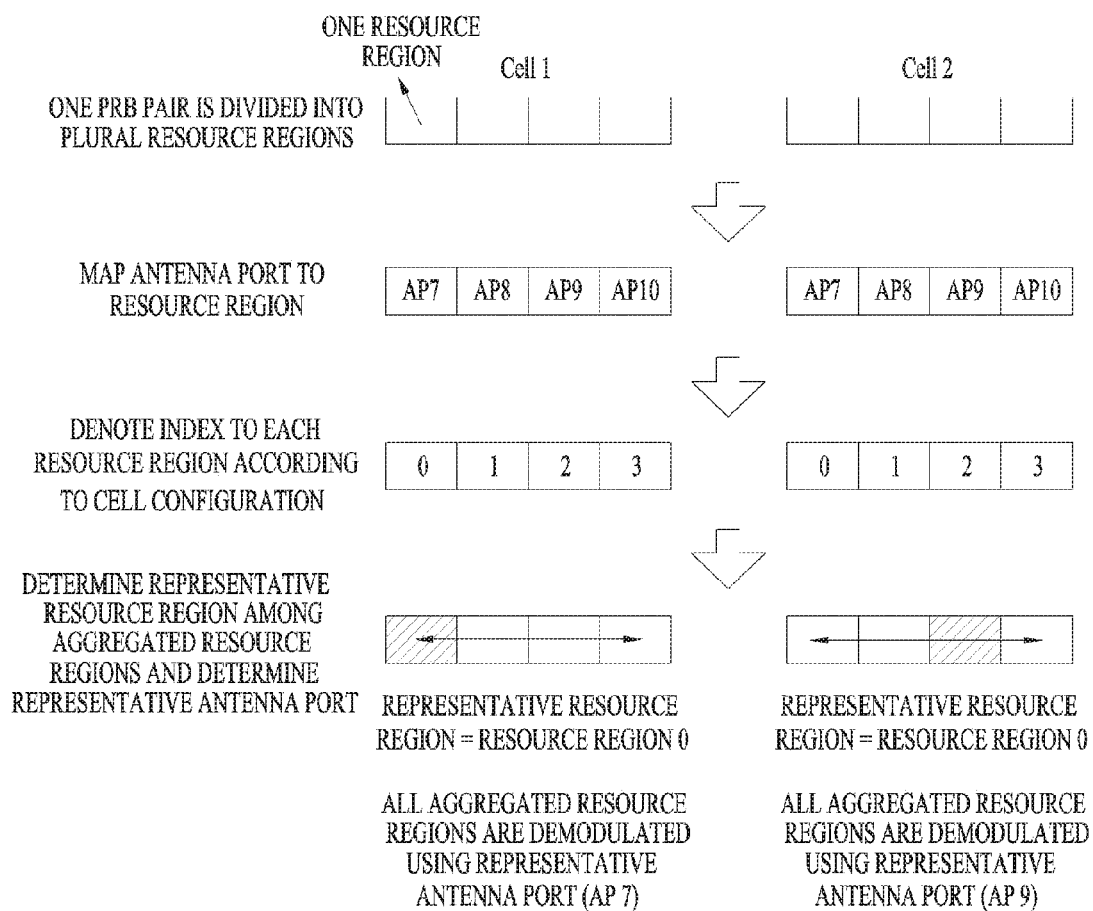 ONE RESOURCE
REGION
Cell 1
Cell 2
ONE PRB PAIR IS DIVIDED INTO
PLURAL RESOURCE REGIONS
MAP ANTENNA PORT TO
RESOURCE REGION
AP7 AP8 AP9 AP10
AP7 AP8 AP9 AP10
DENOTE INDEX TO EACH
RESOURCE REGION ACCORDING
TO CELL CONFIGURATION
0 1 2 3
0 1 2 3
DETERMINE REPRESENTATIVE
RESOURCE REGION AMONG
AGGREGATED RESOURCE
REGIONS AND DETERMINE
REPRESENTATIVE ANTENNA PORT
REPRESENTATIVE RESOURCE
REGION = RESOURCE REGION 0
REPRESENTATIVE RESOURCE
REGION = RESOURCE REGION 0
ALL AGGREGATED RESOURCE
REGIONS ARE DEMODULATED
USING REPRESENTATIVE
ANTENNA PORT (AP 7)
ALL AGGREGATED RESOURCE
REGIONS ARE DEMODULATED
USING REPRESENTATIVE
ANTENNA PORT (AP 9)